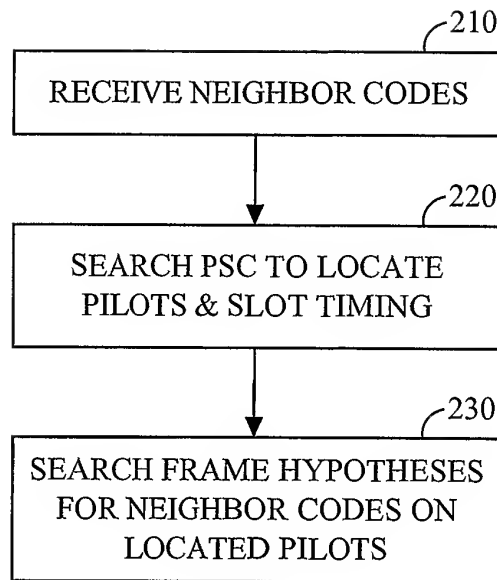 210
RECEIVE NEIGHBOR CODES
220
SEARCH PSC TO LOCATE
PILOTS & SLOT TIMING
230
SEARCH FRAME HYPOTHESES
FOR NEIGHBOR CODES ON
LOCATED PILOTS